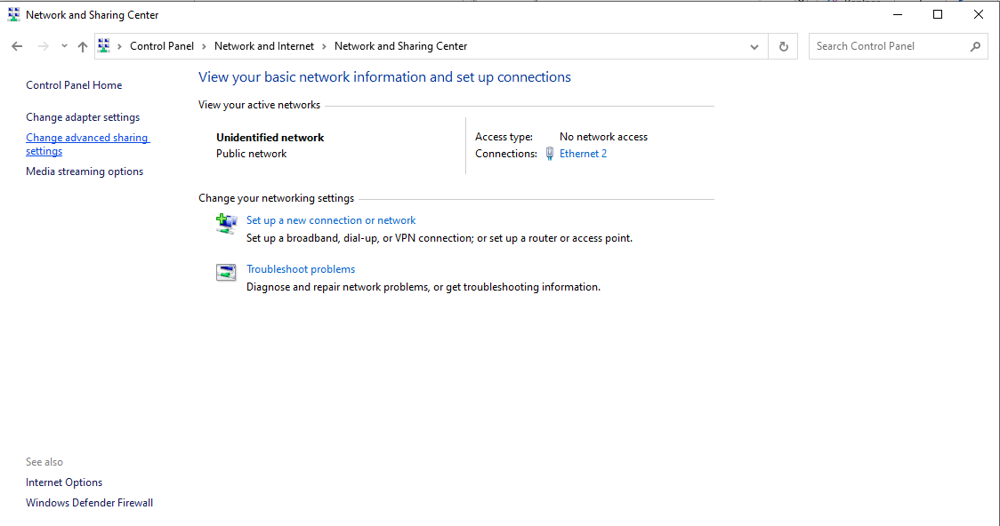 Network and Sharing Center
Control Panel > Network and Internet > Network and Sharing Center
Search Control Panel
Control Panel Home
Change adapter settings
Change advanced sharing
settings
Media streaming options
View your basic network information and set up connections
View your active networks
Unidentified network
Public network
Access type: No network access
Connections: Ethernet 2
Change your networking settings
Set up a new connection or network
Set up a broadband, dial-up, or VPN connection; or set up a router or access point.
Troubleshoot problems
Diagnose and repair network problems, or get troubleshooting information.
See also
Internet Options
Windows Defender Firewall